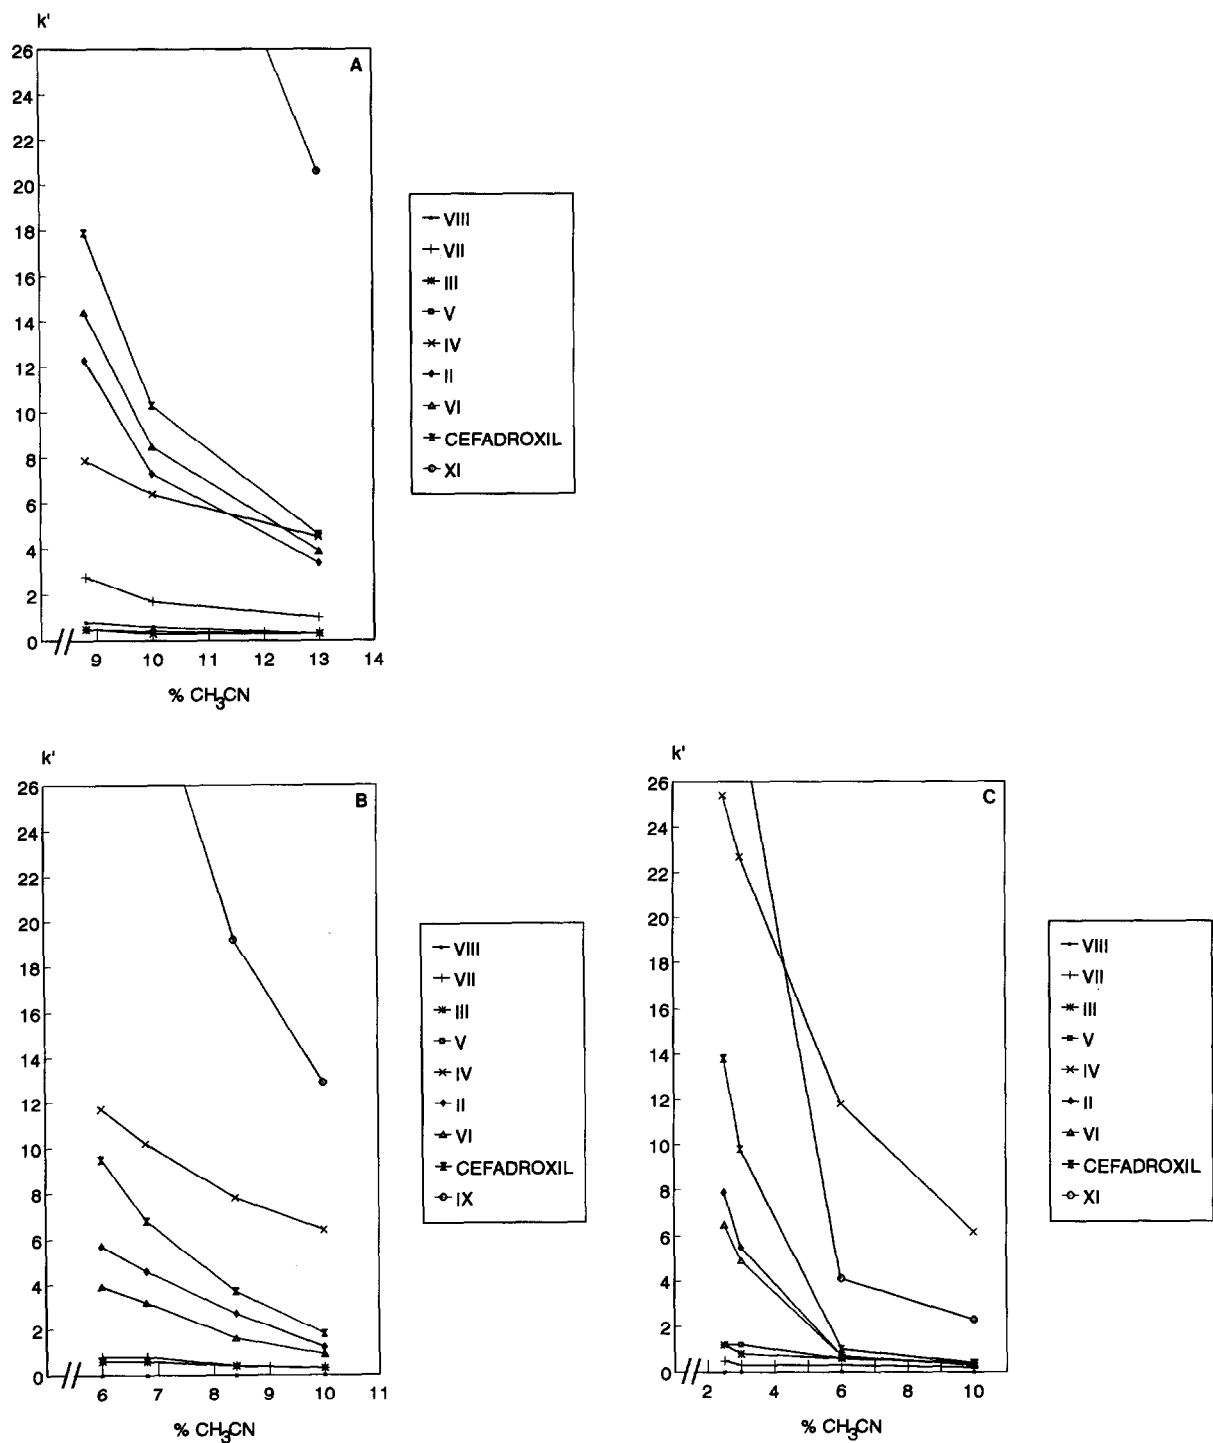 k'
A
26
24
22
20
18
16
14
12
10
8
6
4
2
0
9 10 11 12 13 14
% CH3CN
VIII
VII
III
V
IV
II
VI
CEFADROXIL
XI
k'
B
26
24
22
20
18
16
14
12
10
8
6
4
2
0
6 7 8 9 10 11
% CH3CN
VIII
VII
III
V
IV
II
VI
CEFADROXIL
IX
k'
C
26
24
22
20
18
16
14
12
10
8
6
4
2
0
2 4 6 8 10
% CH3CN
VIII
VII
III
V
IV
II
VI
CEFADROXIL
XI